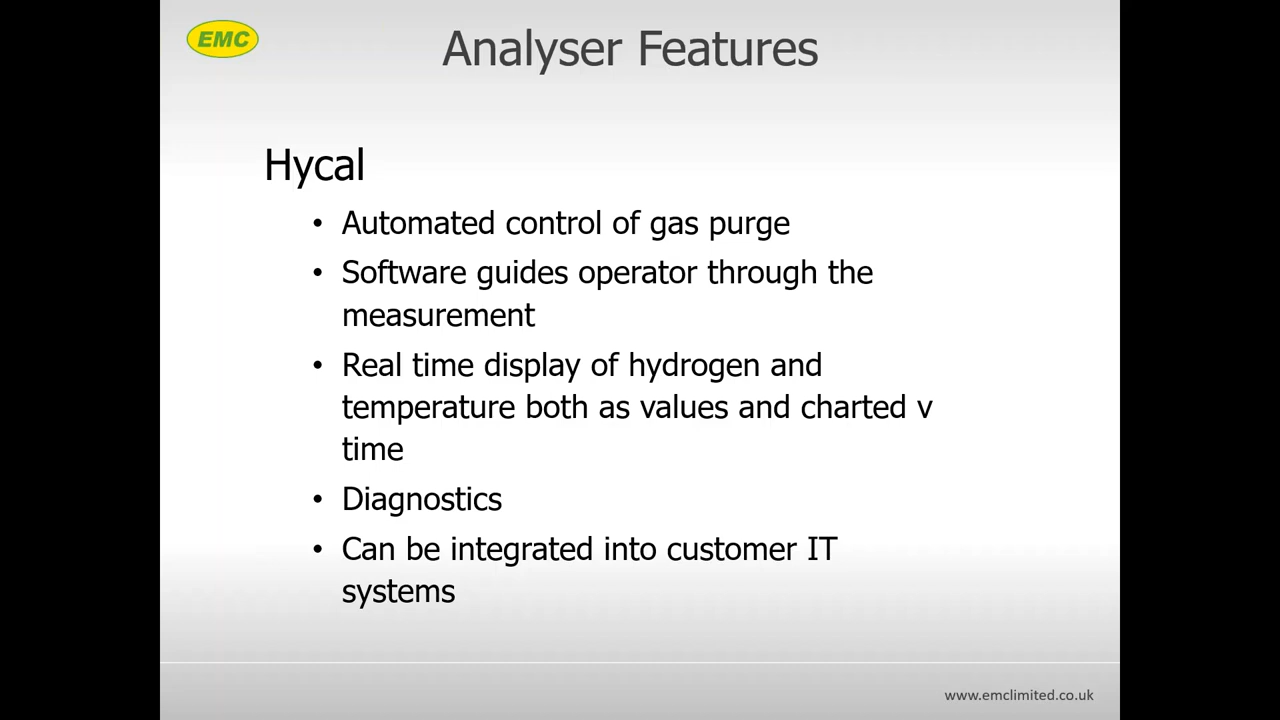 EMC
Analyser Features
Hycal
• Automated control of gas purge
• Software guides operator through the
measurement
• Real time display of hydrogen and
temperature both as values and charted v
time
• Diagnostics
• Can be integrated into customer IT
systems
www.emclimited.co.uk